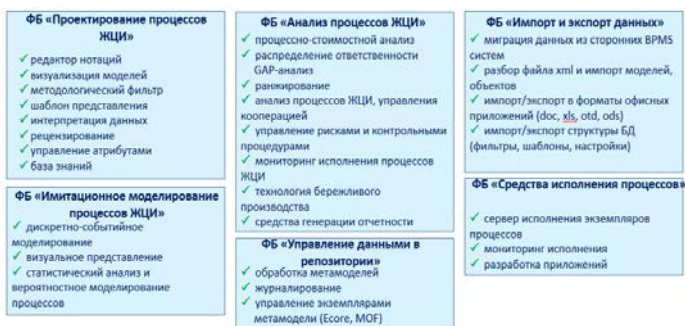 ФБ «Проектирование процессов
ЖЦИ»
✓ редактор нотаций
✓ визуализация моделей
✓ методологический фильтр
✓ шаблон представления
✓ интерпретация данных
✓ рецензирование
✓ управление атрибутами
✓ база знаний
ФБ «Имитационное моделирование
процессов ЖЦИ»
✓ дискретно-событийное
моделирование
✓ визуальное представление
✓ статистический анализ и
вероятностное моделирование
процессов
ФБ «Анализ процессов ЖЦИ»
✓ процессно-стоимостной анализ
✓ распределение ответственности
GAP-анализ
✓ ранжирование
✓ анализ процессов ЖЦИ, управления
кооперацией
✓ управление рисками и контрольными
процедурами
✓ мониторинг исполнения процессов
ЖЦИ
✓ технология бережливого
производства
✓ средства генерации отчетности
ФБ «Управление данными в
репозитории»
✓ обработка метамоделей
✓ журналирование
✓ управление экземплярами
метамодели (Ecore, MOF)
ФБ «Импорт и экспорт данных»
✓ миграция данных из сторонних BPMS
систем
✓ разбор файла xml и импорт моделей,
объектов
✓ импорт/экспорт в форматы офисных
приложений (doc, xls, otd, ods)
✓ импорт/экспорт структуры БД
(фильтры, шаблоны, настройки)
ФБ «Средства исполнения процессов»
✓ сервер исполнения экземпляров
процессов
✓ мониторинг исполнения
✓ разработка приложений